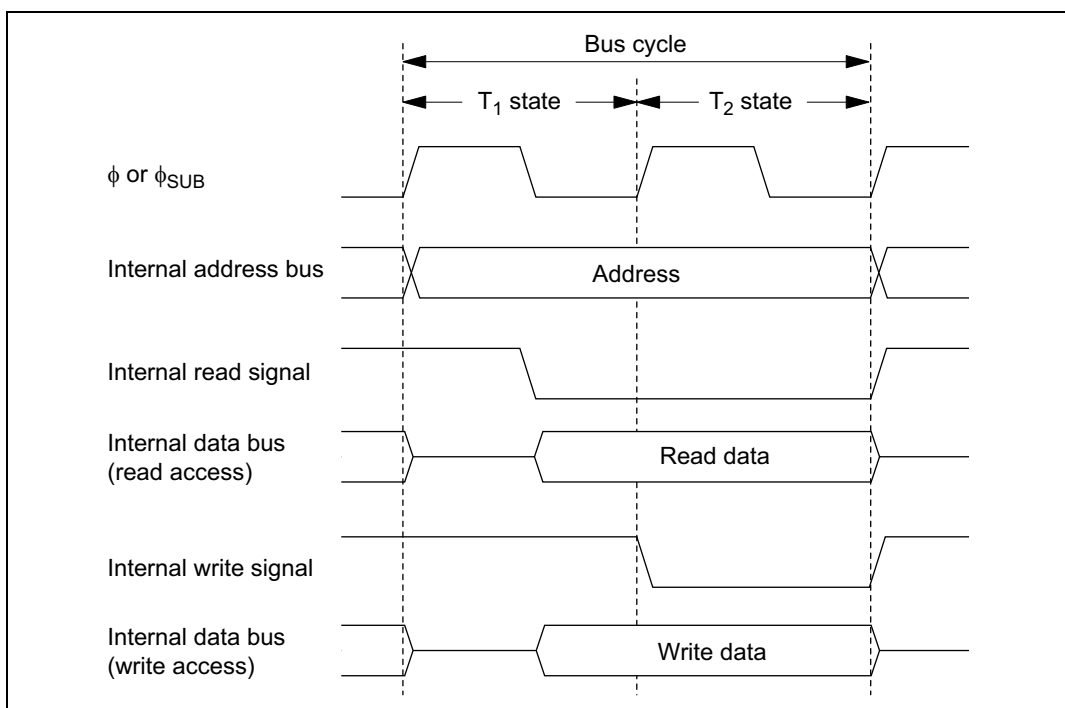 Bus cycle
T₁ state
T₂ state
ϕ or ϕSUB
Internal address bus
Address
Internal read signal
Internal data bus
(read access)
Read data
Internal write signal
Internal data bus
(write access)
Write data